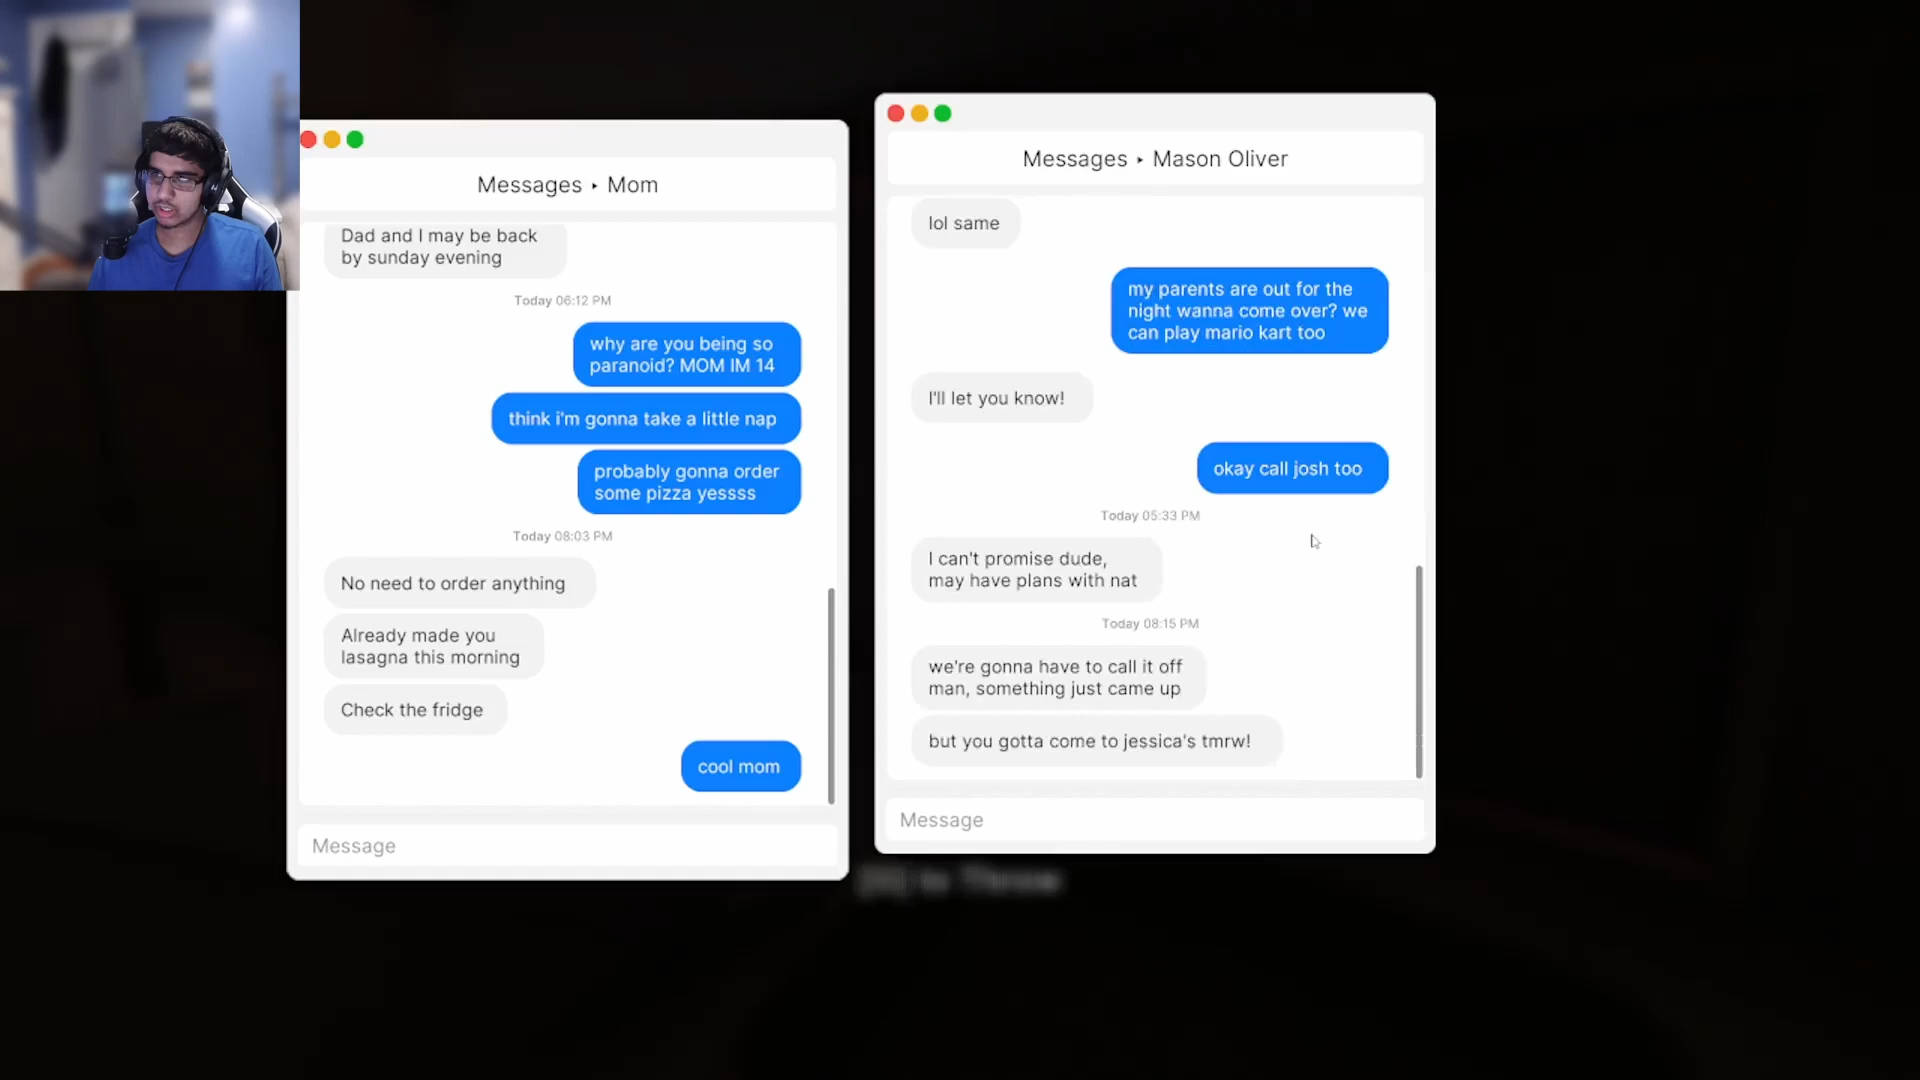 Messages ▸ Mom
Dad and I may be back
by sunday evening
Today 06:12 PM
why are you being so
paranoid? MOM IM 14
think i'm gonna take a little nap
probably gonna order
some pizza yessss
Today 08:03 PM
No need to order anything
Already made you
lasagna this morning
Check the fridge
cool mom
Message
Messages ▸ Mason Oliver
lol same
my parents are out for the
night wanna come over? we
can play mario kart too
I'll let you know!
okay call josh too
Today 05:33 PM
I can't promise dude,
may have plans with nat
Today 08:15 PM
we're gonna have to call it off
man, something just came up
but you gotta come to jessica's tmrw!
Message
to Throw